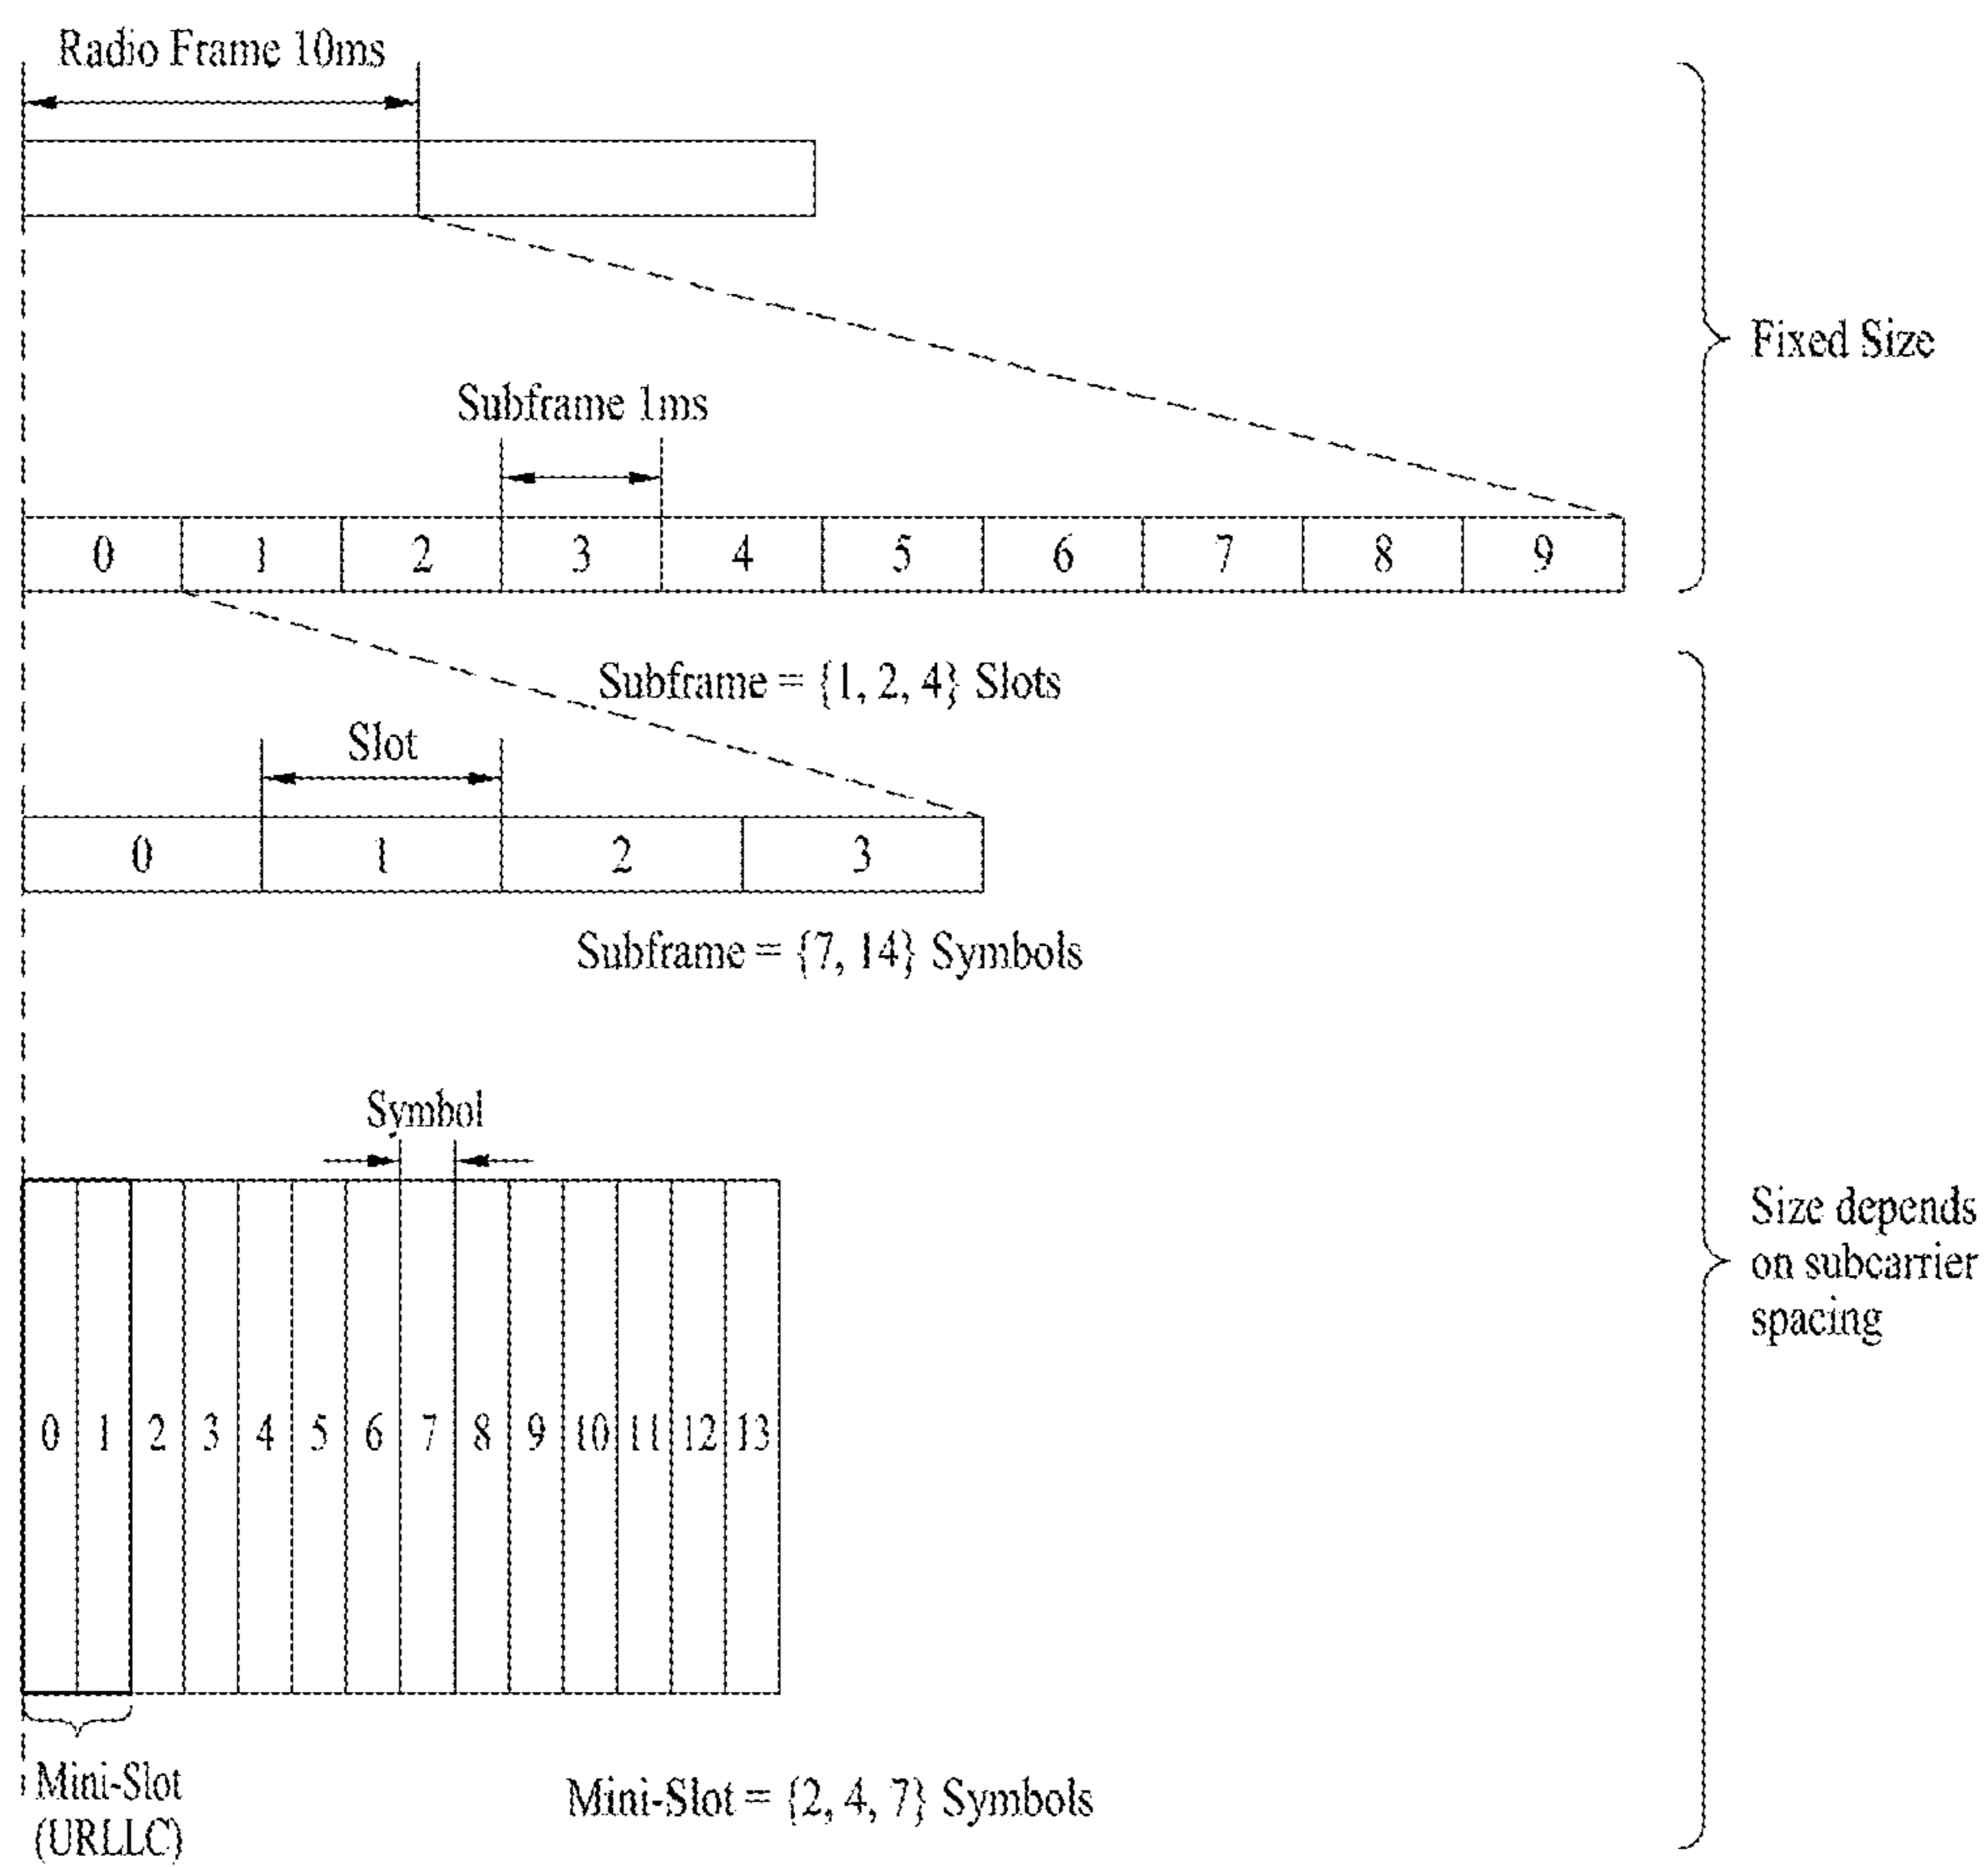 Radio Frame 10ms
Fixed Size
Subframe 1ms
0 1 2 3 4 5 6 7 8 9
Subframe = {1, 2, 4} Slots
Slot
0 1 2 3
Subframe = {7, 14} Symbols
Symbol
Size depends
on subcarrier
spacing
0 1 2 3 4 5 6 7 8 9 10 11 12 13
Mini-Slot
(URLLC)
Mini-Slot = {2, 4, 7} Symbols